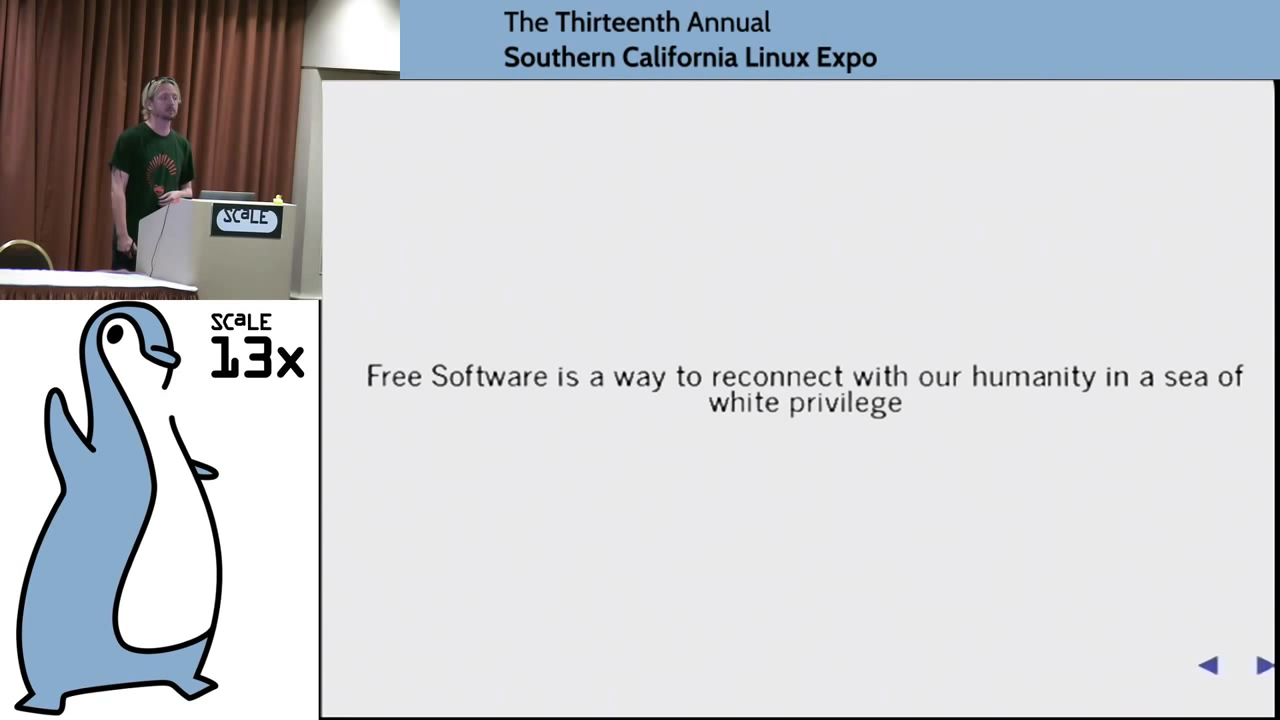 The Thirteenth Annual
Southern California Linux Expo
SCaLE
SCaLE
13x
Free Software is a way to reconnect with our humanity in a sea of
white privilege